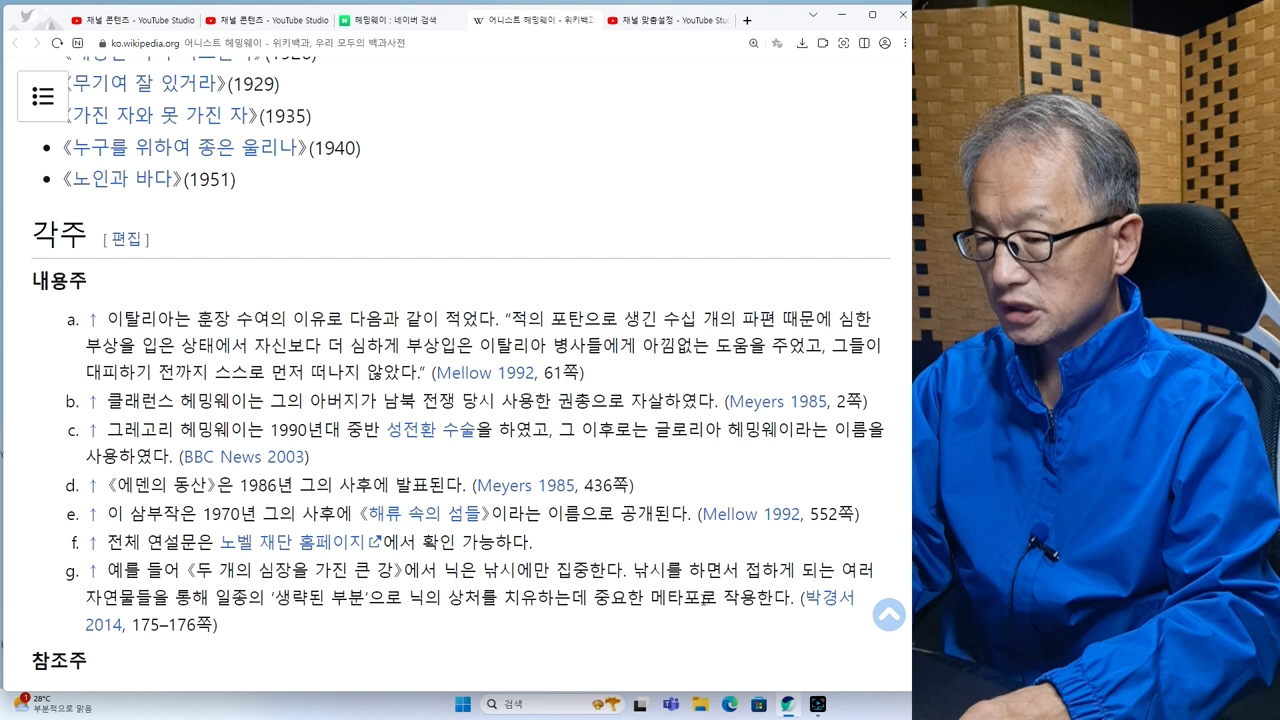 재널 콘텐츠 - YouTube Studio
재널 콘텐츠 - YouTube Studio
헤밍웨이 : 네이버 검색
어니스트 헤밍웨이 - 위키백과
재널 맞춤설정 - YouTube Stu
ko.wikipedia.org 어니스트 헤밍웨이 - 위키백과, 우리 모두의 백과사전
《무기여 잘 있거라》(1929)
《가진 자와 못 가진 자》(1935)
• 《누구를 위하여 종은 울리나》(1940)
• 《노인과 바다》(1951)
각주 [ 편집 ]
내용주
a. ↑ 이탈리아는 훈장 수여의 이유로 다음과 같이 적었다. “적의 포탄으로 생긴 수십 개의 파편 때문에 심한
부상을 입은 상태에서 자신보다 더 심하게 부상입은 이탈리아 병사들에게 아낌없는 도움을 주었고, 그들이
대피하기 전까지 스스로 먼저 떠나지 않았다.” (Mellow 1992, 61쪽)
b. ↑ 클래런스 헤밍웨이는 그의 아버지가 남북 전쟁 당시 사용한 권총으로 자살하였다. (Meyers 1985, 2쪽)
c. ↑ 그레고리 헤밍웨이는 1990년대 중반 성전환 수술을 하였고, 그 이후로는 글로리아 헤밍웨이라는 이름을
사용하였다. (BBC News 2003)
d. ↑ 《에덴의 동산》은 1986년 그의 사후에 발표된다. (Meyers 1985, 436쪽)
e. ↑ 이 삼부작은 1970년 그의 사후에 《해류 속의 섬들》이라는 이름으로 공개된다. (Mellow 1992, 552쪽)
f. ↑ 전체 연설문은 노벨 재단 홈페이지에서 확인 가능하다.
g. ↑ 예를 들어 《두 개의 심장을 가진 큰 강》에서 닉은 낚시에만 집중한다. 낚시를 하면서 접하게 되는 여러
자연물들을 통해 일종의 ‘생략된 부분’으로 닉의 상처를 치유하는데 중요한 메타포로 작용한다. (박경서
2014, 175–176쪽)
참조주
1
28°C
부분적으로 맑음
검색